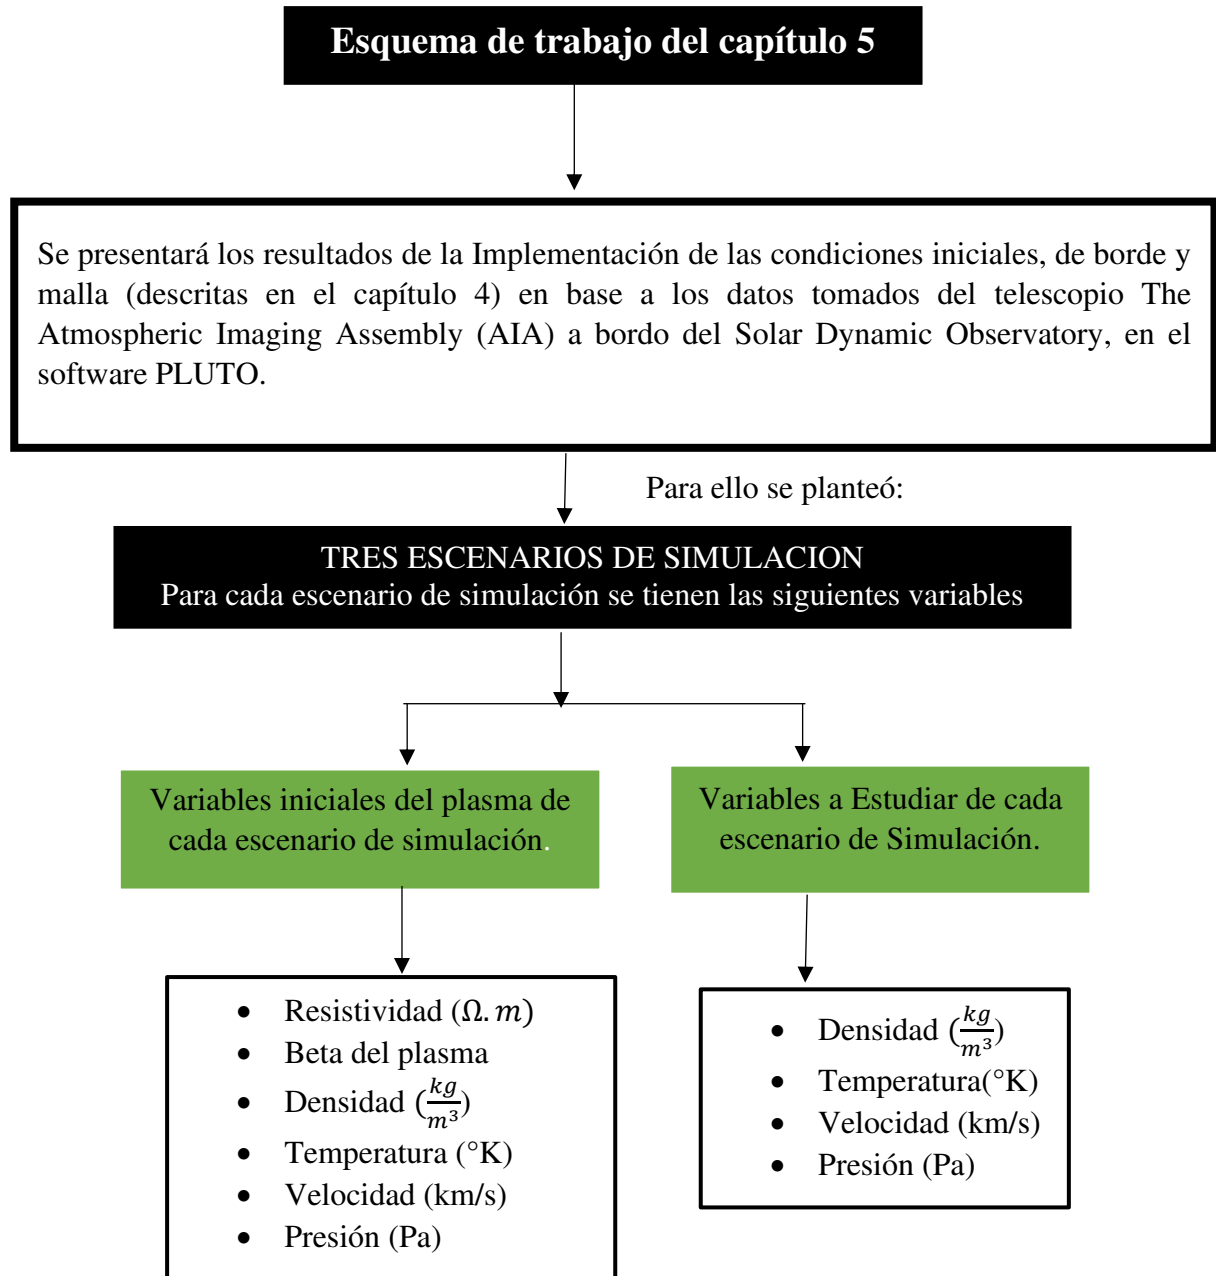 Esquema de trabajo del capítulo 5
Se presentará los resultados de la Implementación de las condiciones iniciales, de borde y
malla (descritas en el capítulo 4) en base a los datos tomados del telescopio The
Atmospheric Imaging Assembly (AIA) a bordo del Solar Dynamic Observatory, en el
software PLUTO.
Para ello se planteó:
TRES ESCENARIOS DE SIMULACION
Para cada escenario de simulación se tienen las siguientes variables
Variables iniciales del plasma de
cada escenario de simulación.
Variables a Estudiar de cada
escenario de Simulación.
• Resistividad (Ω. m)
• Beta del plasma
• Densidad (kg/m³)
• Temperatura (°K)
• Velocidad (km/s)
• Presión (Pa)
• Densidad (kg/m³)
• Temperatura(°K)
• Velocidad (km/s)
• Presión (Pa)